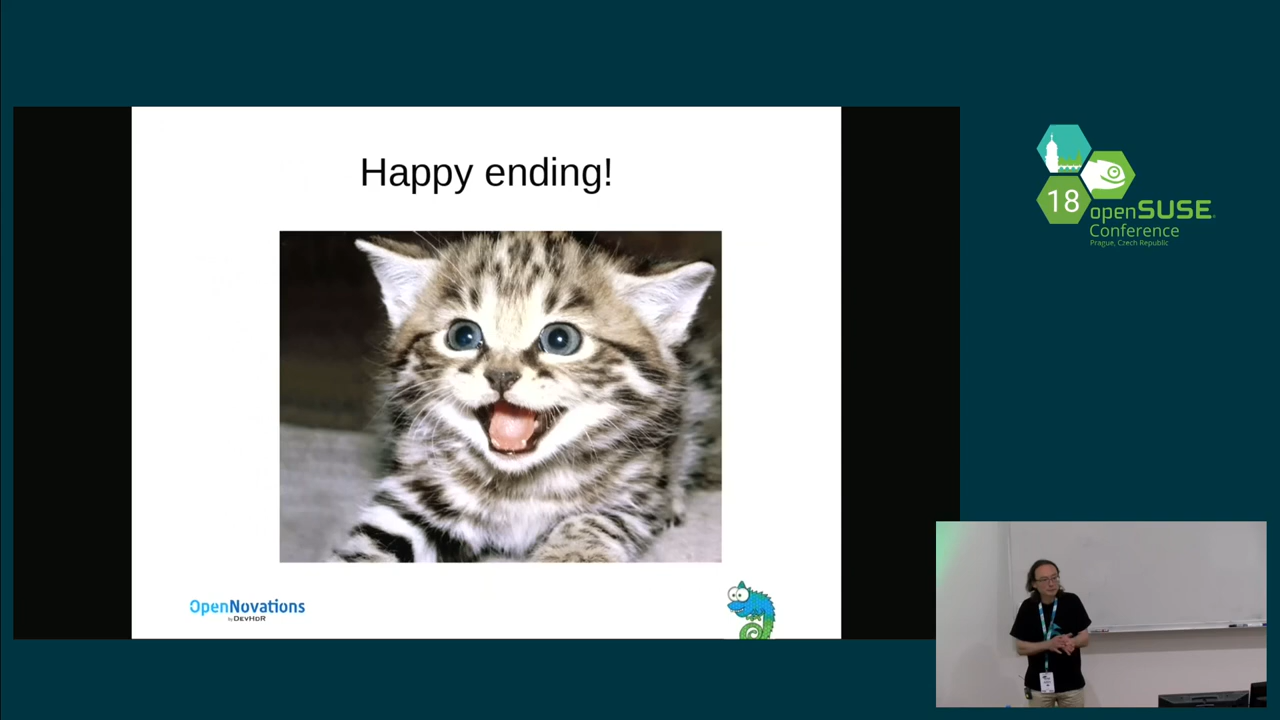 Happy ending!
OpenNovations
by DEVHDR
18
openSUSE
Conference
Prague, Czech Republic